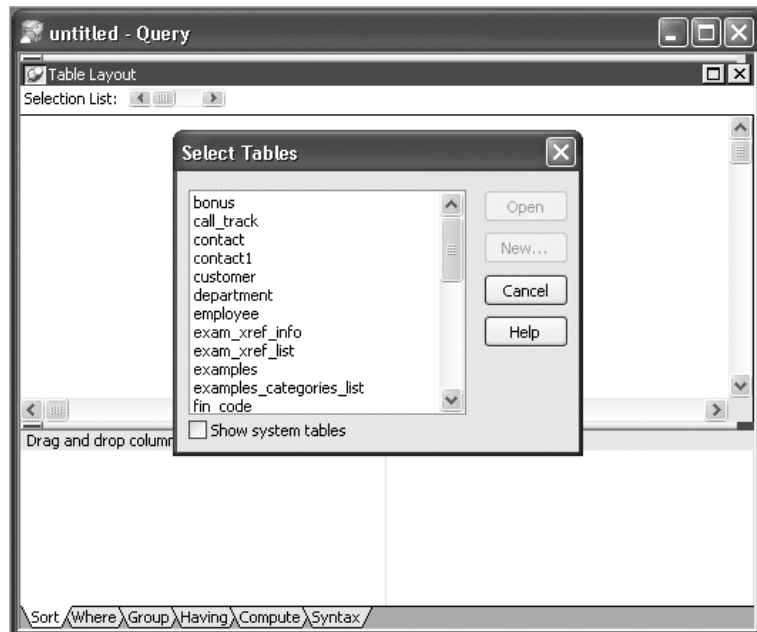 untitled - Query
Table Layout
Selection List:
Select Tables
bonus
call_track
contact
contact1
customer
department
employee
exam_xref_info
exam_xref_list
examples
examples_categories_list
fin_code
Open
New...
Cancel
Help
Show system tables
Drag and drop
Sort Where Group Having Compute Syntax